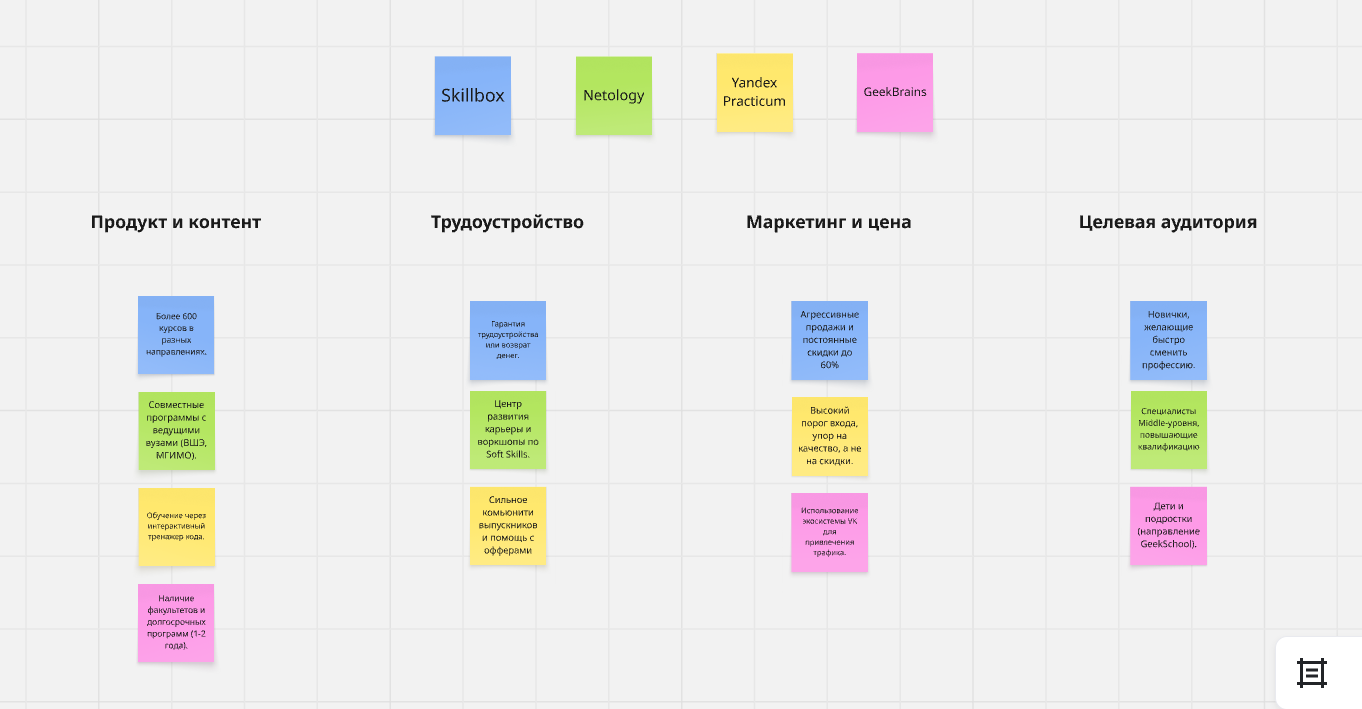 Skillbox
Netology
Yandex
Practicum
GeekBrains
Продукт и контент
Трудоустройство
Маркетинг и цена
Целевая аудитория
Более 600
курсов в
разных
направлениях.
Совместные
программы с
ведущими
вузами (ВШЭ,
МГИМО).
Обучение через
интерактивный
тренажер кода.
Наличие
факультетов и
долгосрочных
программ (1-2
года).
Гарантия
трудоустройства
или возврат
денег.
Центр
развития
карьеры и
воркшопы по
Soft Skills.
Сильное
комьюнити
выпускников
и помощь с
офферами
Агрессивные
продажи и
постоянные
скидки до
60%
Высокий
порог входа,
упор на
качество, а не
на скидки.
Использование
экосистемы VK
для
привлечения
трафика.
Новички,
желающие
быстро
сменить
профессию.
Специалисты
Middle-уровня,
повышающие
квалификацию
Дети и
подростки
(направление
GeekSchool).